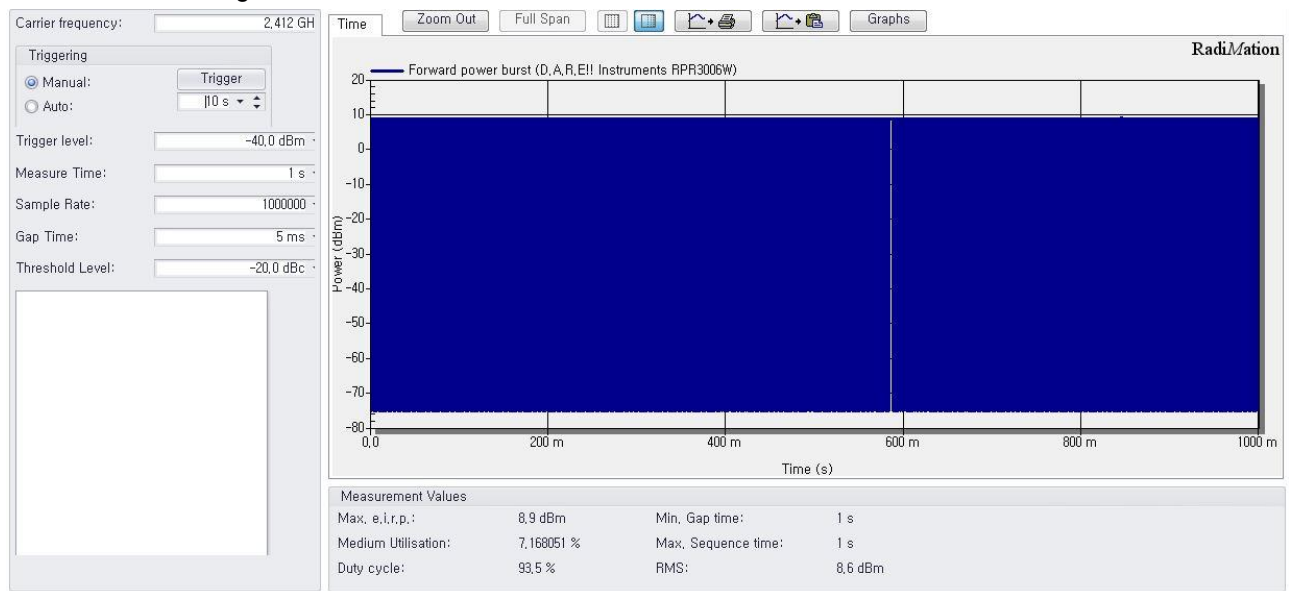 Carrier frequency: 2,412 GH
Triggering
Manual: Trigger
Auto: 10 s
Trigger level: -40,0 dBm
Measure Time: 1 s
Sample Rate: 1000000
Gap Time: 5 ms
Threshold Level: -20,0 dBc
Time Zoom Out Full Span Graphs
RadiMation
Forward power burst (D,A,R,E!! Instruments RPR3006W)
20
10
0
-10
-20
-30
-40
-50
-60
-70
-80
Power (dBm)
0,0 200 m 400 m 600 m 800 m 1000 m
Time (s)
Measurement Values
Max, e,i,r,p,: 8,9 dBm Min, Gap time: 1 s
Medium Utilisation: 7,168051 % Max, Sequence time: 1 s
Duty cycle: 93,5 % RMS: 8,6 dBm